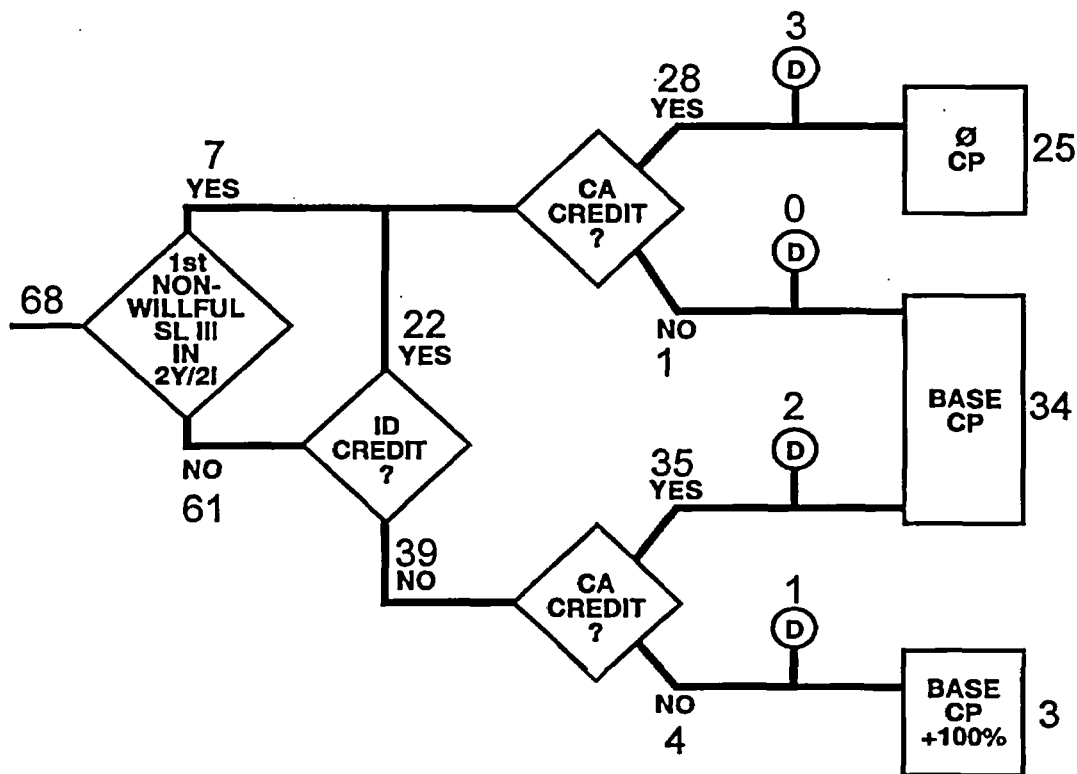 3
D
28
YES
Ø
CP
25
7
YES
CA
CREDIT
?
0
D
68
1st
NON-
WILLFUL
SL III
IN
2Y/2I
22
YES
NO
1
BASE
CP
34
2
D
ID
CREDIT
?
35
YES
NO
61
39
NO
CA
CREDIT
?
1
D
NO
4
BASE
CP
+100%
3